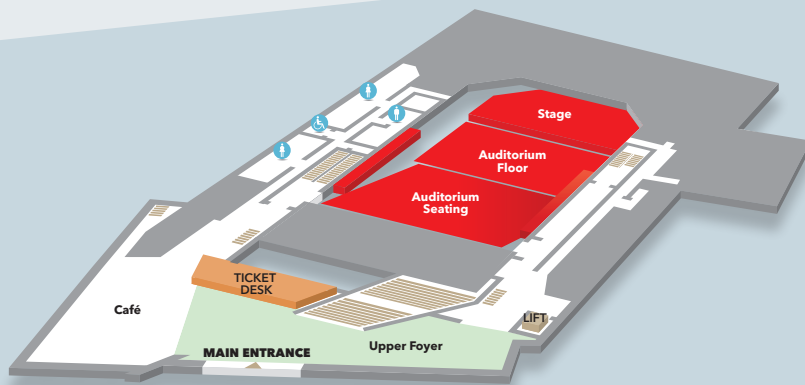 Stage
Auditorium
Floor
Auditorium
Seating
TICKET
DESK
Café
LIFT
Upper Foyer
MAIN ENTRANCE